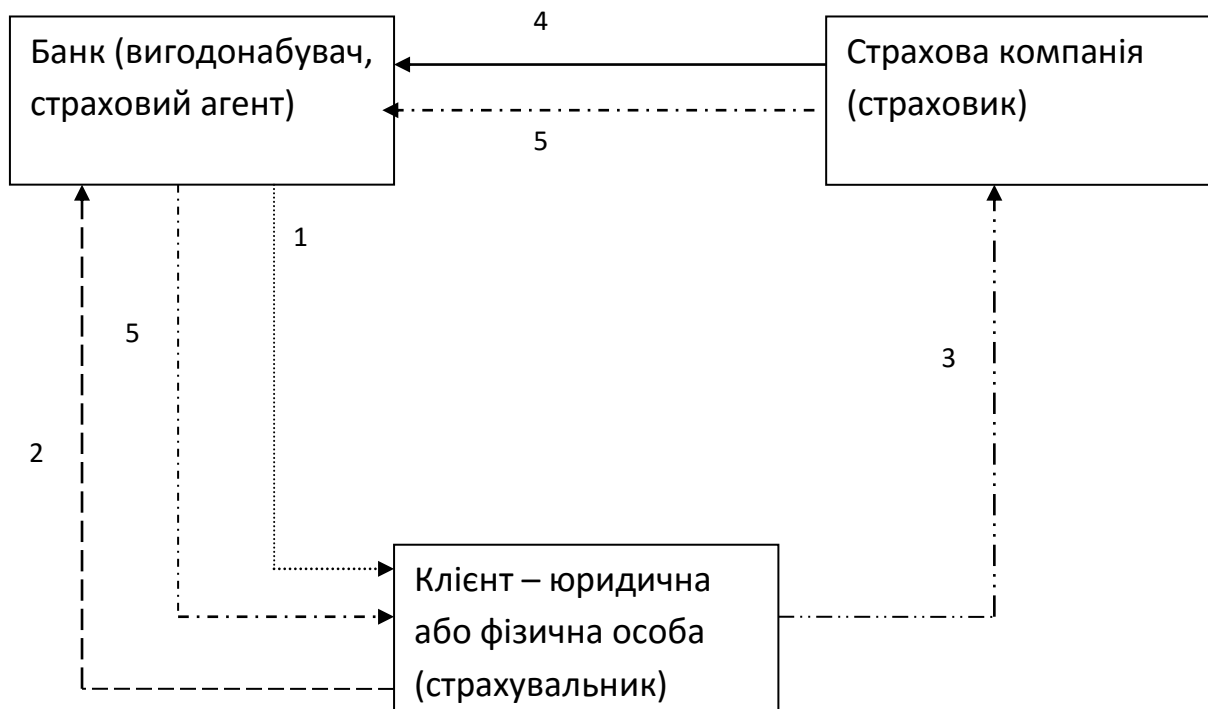 4
Банк (вигодонабувач,
страховий агент)
Страхова компанія
(страховик)
5
1
5
3
2
Клієнт – юридична
або фізична особа
(страхувальник)